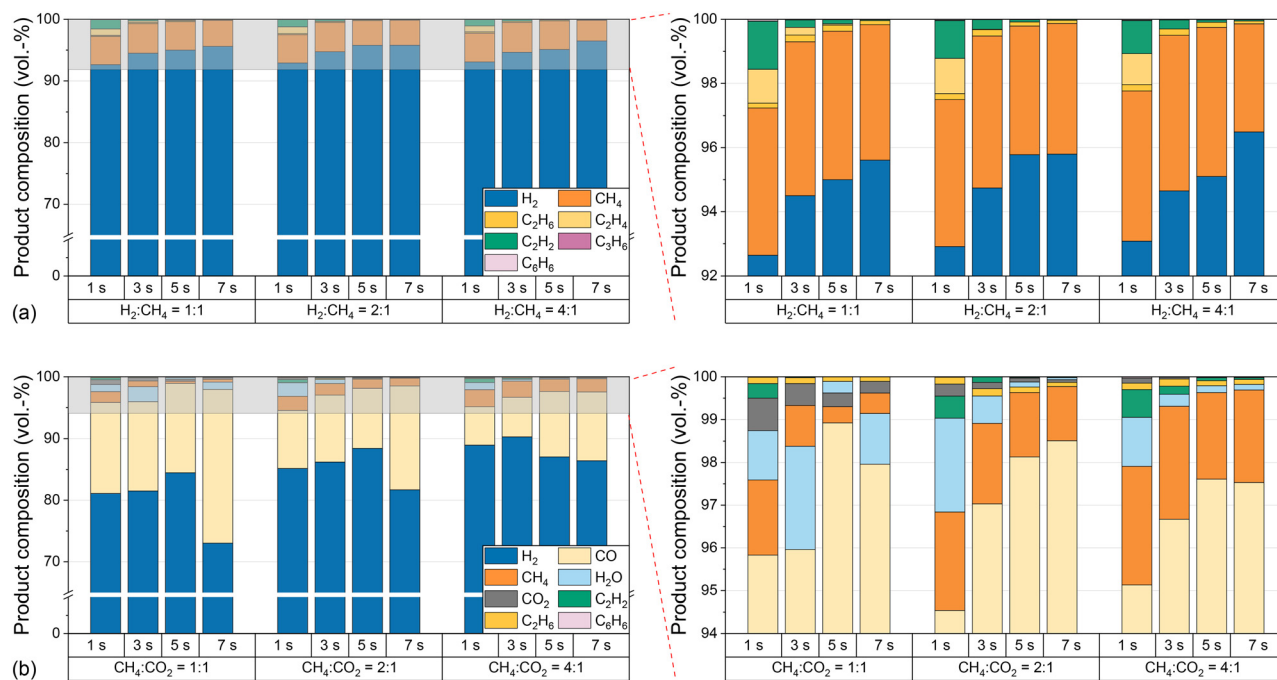 Product composition (vol.-%)
100
90
80
70
0
H₂
CH₄
C₂H₆
C₂H₄
C₂H₂
C₃H₆
C₆H₆
1 s
3 s
5 s
7 s
1 s
3 s
5 s
7 s
1 s
3 s
5 s
7 s
H₂:CH₄ = 1:1
H₂:CH₄ = 2:1
H₂:CH₄ = 4:1
(a)
Product composition (vol.-%)
100
98
96
94
92
1 s
3 s
5 s
7 s
1 s
3 s
5 s
7 s
1 s
3 s
5 s
7 s
H₂:CH₄ = 1:1
H₂:CH₄ = 2:1
H₂:CH₄ = 4:1
Product composition (vol.-%)
100
90
80
70
0
H₂
CO
CH₄
H₂O
CO₂
C₂H₂
C₂H₆
C₆H₆
1 s
3 s
5 s
7 s
1 s
3 s
5 s
7 s
1 s
3 s
5 s
7 s
CH₄:CO₂ = 1:1
CH₄:CO₂ = 2:1
CH₄:CO₂ = 4:1
(b)
Product composition (vol.-%)
100
99
98
97
96
95
94
1 s
3 s
5 s
7 s
1 s
3 s
5 s
7 s
1 s
3 s
5 s
7 s
CH₄:CO₂ = 1:1
CH₄:CO₂ = 2:1
CH₄:CO₂ = 4:1